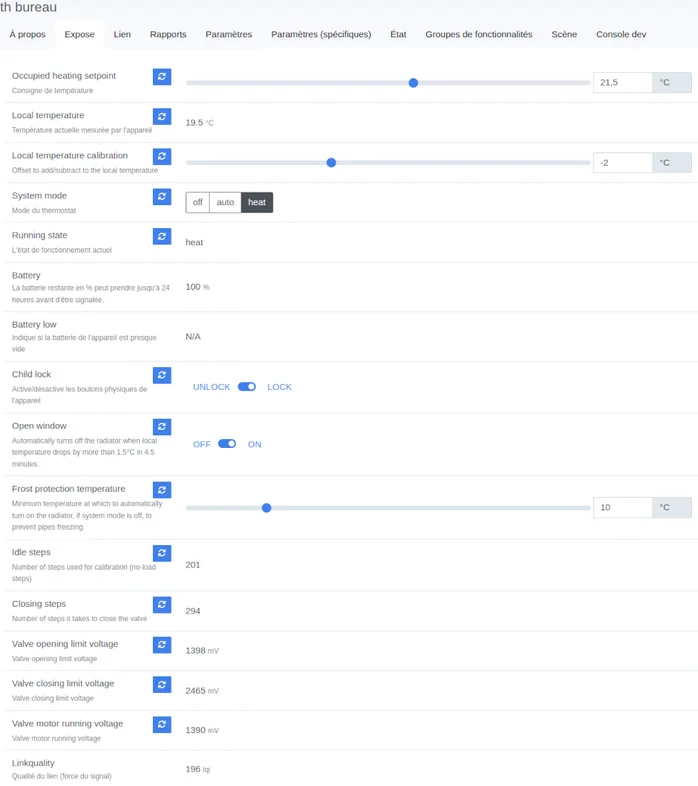 th bureau
À propos
Expose
Lien
Rapports
Paramètres
Paramètres (spécifiques)
État
Groupes de fonctionnalités
Scène
Console dev
Occupied heating setpoint
Consigne de température
21,5
°C
Local temperature
Température actuelle mesurée par l'appareil
19.5 °C
Local temperature calibration
Offset to add/subtract to the local temperature
-2
°C
System mode
Mode du thermostat
off
auto
heat
Running state
L'état de fonctionnement actuel
heat
Battery
La batterie restante en % peut prendre jusqu'à 24
heures avant d'être signalée.
100 %
Battery low
Indique si la batterie de l'appareil est presque
vide
N/A
Child lock
Active/désactive les boutons physiques de
l'appareil
UNLOCK
LOCK
Open window
Automatically turns off the radiator when local
temperature drops by more than 1.5°C in 4.5
minutes.
OFF
ON
Frost protection temperature
Minimum temperature at which to automatically
turn on the radiator, if system mode is off, to
prevent pipes freezing.
10
°C
Idle steps
Number of steps used for calibration (no-load
steps)
201
Closing steps
Number of steps it takes to close the valve
294
Valve opening limit voltage
Valve opening limit voltage
1398 mV
Valve closing limit voltage
Valve closing limit voltage
2465 mV
Valve motor running voltage
Valve motor running voltage
1390 mV
Linkquality
Qualité du lien (force du signal)
196 lqi